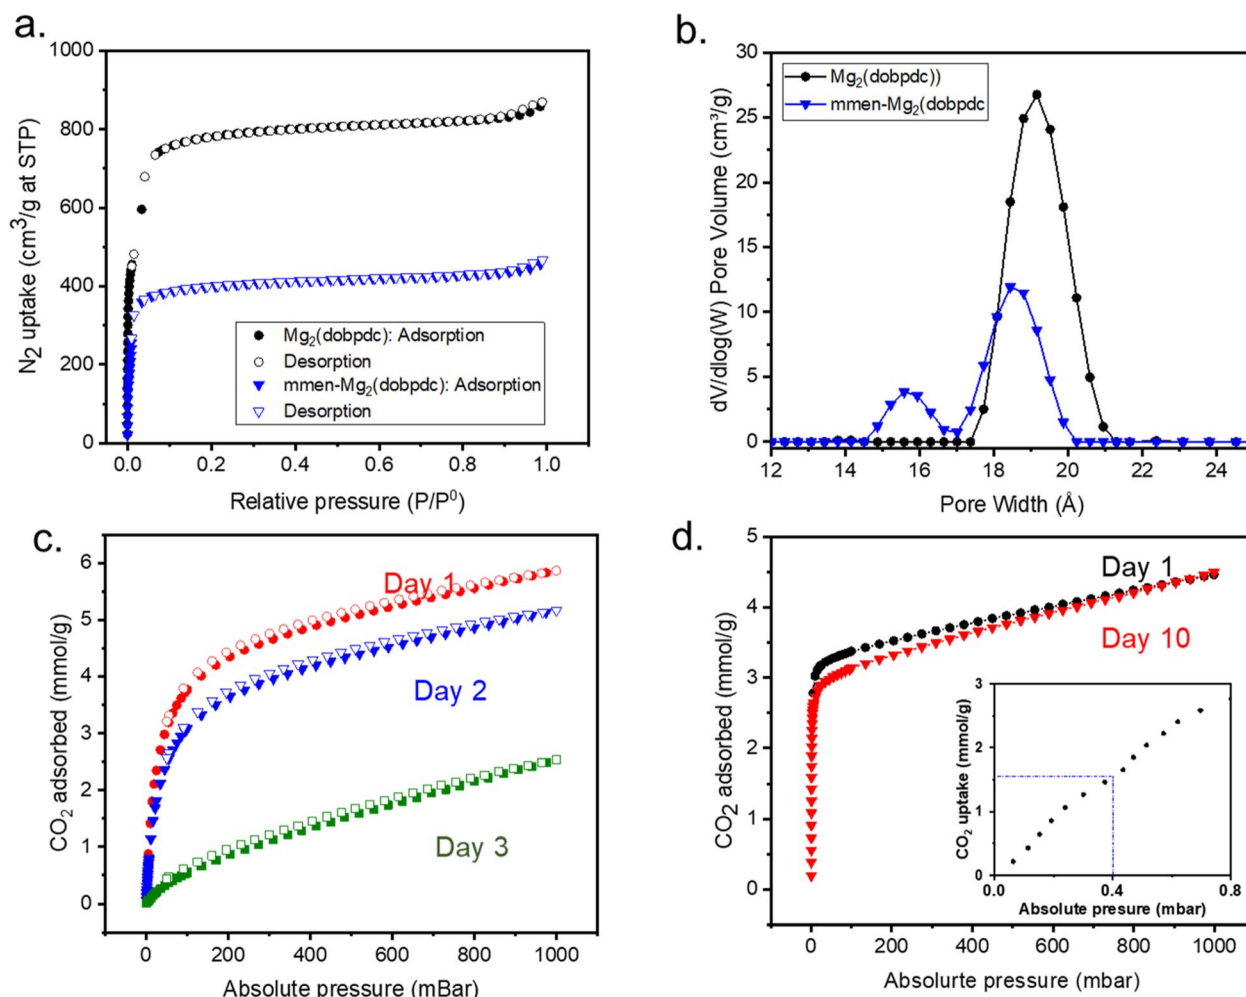 a.
1000
800
600
400
200
0
N2 uptake (cm³/g at STP)
Mg2(dobpdc): Adsorption
Desorption
mmen-Mg2(dobpdc): Adsorption
Desorption
0.0 0.2 0.4 0.6 0.8 1.0
Relative pressure (P/P⁰)
b.
30
25
20
15
10
5
0
dV/dlog(W) Pore Volume (cm³/g)
Mg2(dobpdc))
mmen-Mg2(dobpdc
12 14 16 18 20 22 24
Pore Width (Å)
c.
6
5
4
3
2
1
0
CO2 adsorbed (mmol/g)
Day 1
Day 2
Day 3
0 200 400 600 800 1000
Absolute pressure (mBar)
d.
5
4
3
2
1
0
CO2 adsorbed (mmol/g)
Day 1
Day 10
3
2
1
0
CO2 uptake (mmol/g)
0.0 0.4 0.8
Absolute presure (mbar)
0 200 400 600 800 1000
Absolurte pressure (mbar)